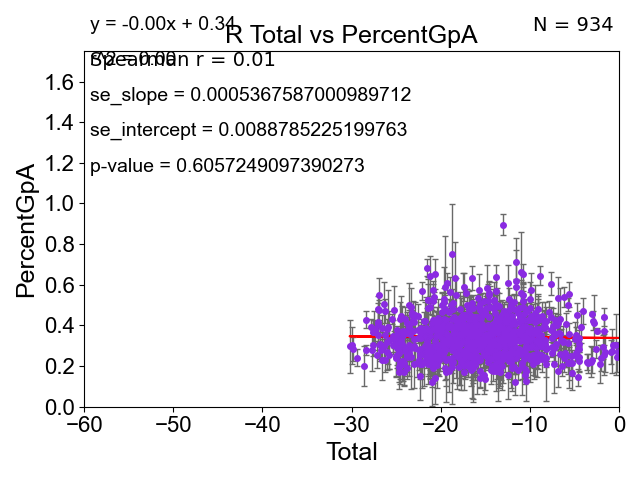 y = -0.00x + 0.34
N = 934
R Total vs PercentGpA
Spearman r = 0.01
se_slope = 0.0005367587000989712
se_intercept = 0.0088785225199763
p-value = 0.6057249097390273
PercentGpA
1.6
1.4
1.2
1.0
0.8
0.6
0.4
0.2
0.0
−60
−50
−40
−30
−20
−10
0
Total